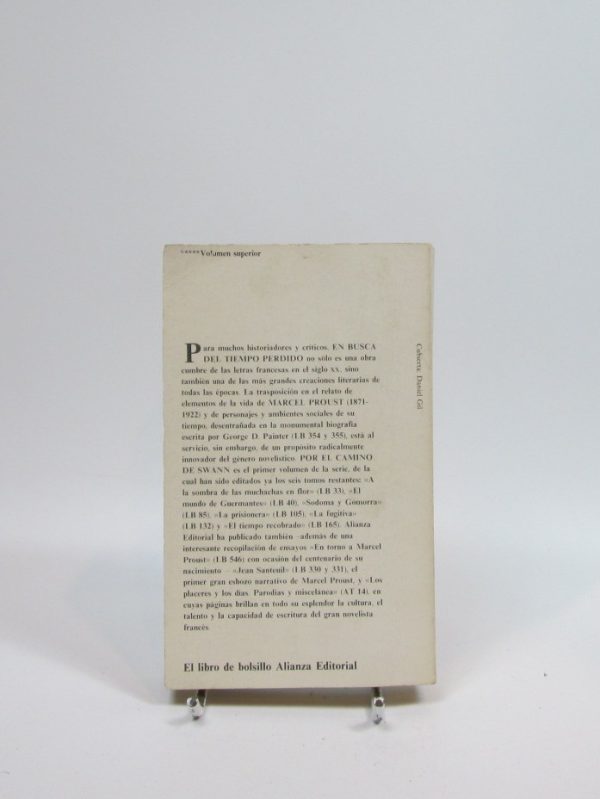 *****Volumen superior
Para muchos historiadores y críticos, EN BUSCA
DEL TIEMPO PERDIDO no sólo es una obra
cumbre de las letras francesas en el siglo XX, sino
también una de las más grandes creaciones literarias de
todas las épocas. La trasposición en el relato de
elementos de la vida de MARCEL PROUST (1871-
1922) y de personajes y ambientes sociales de su
tiempo, desentrañada en la monumental biografía
escrita por George D. Painter (LB 354 y 355), está al
servicio, sin embargo, de un propósito radicalmente
innovador del género novelístico. POR EL CAMINO
DE SWANN es el primer volumen de la serie, de la
cual han sido editados ya los seis tomos restantes: «A
la sombra de las muchachas en flor» (LB 33), «El
mundo de Guermantes» (LB 40), «Sodoma y Gomorra»
(LB 85), «La prisionera» (LB 105), «La fugitiva»
(LB 132) y «El tiempo recobrado» (LB 165). Alianza
Editorial ha publicado también –además de una
interesante recopilación de ensayos «En torno a Marcel
Proust» (LB 546); con ocasión del centenario de su
nacimiento– «Jean Santeuil» (LB 330 y 331), el
primer gran esbozo narrativo de Marcel Proust, y «Los
placeres y los días. Parodias y miscelánea» (AT 14), en
cuyas páginas brillan en todo su esplendor la cultura, el
talento y la capacidad de escritura del gran novelista
francés.
El libro de bolsillo Alianza Editorial
Cubierta: Daniel Gil